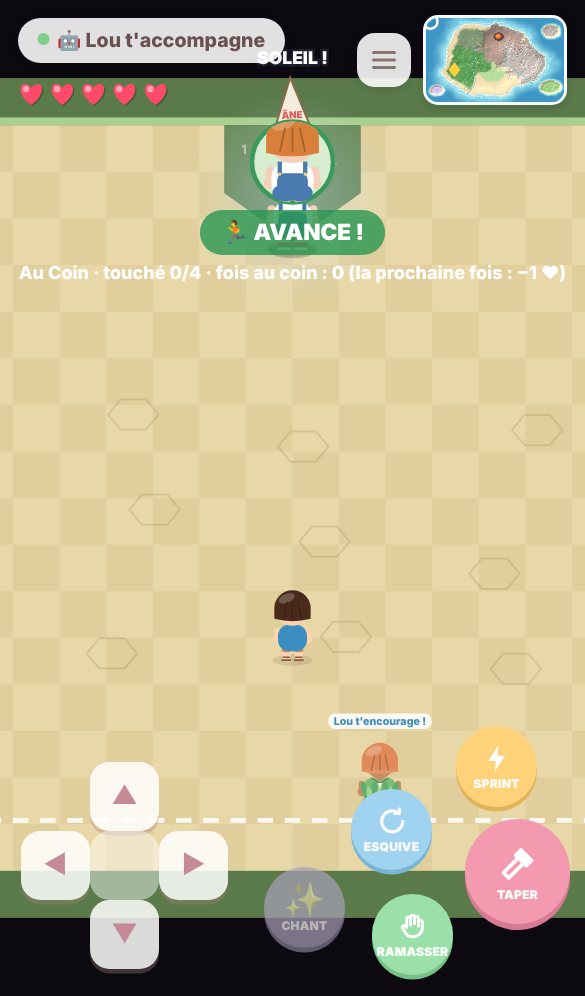 🤖 Lou t'accompagne
SOLEIL !
ÂNE
1
🏃 AVANCE !
Au Coin · touché 0/4 · fois au coin : 0 (la prochaine fois : −1 ♥)
Lou t'encourage !
SPRINT
ESQUIVE
TAPER
CHANT
RAMASSER